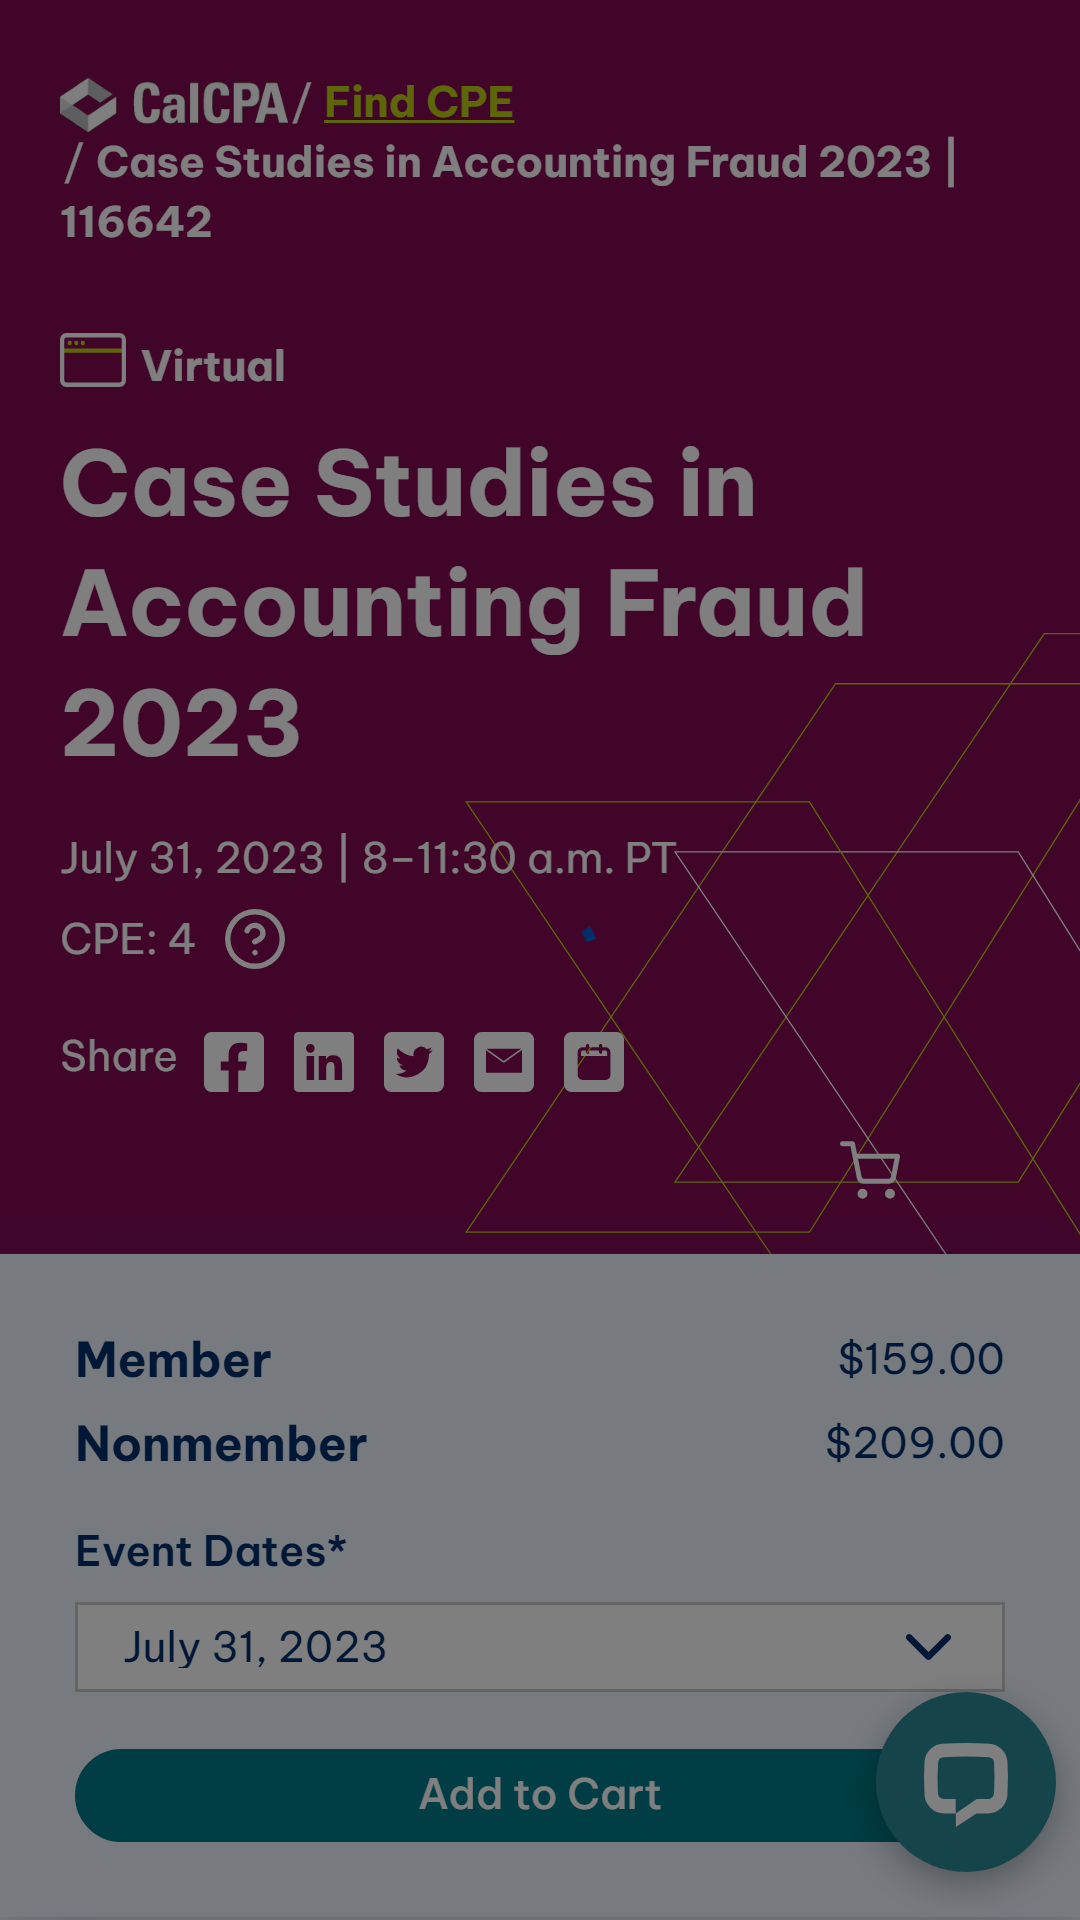 CalCPA / Find CPE
/ Case Studies in Accounting Fraud 2023 |
116642
Virtual
Case Studies in
Accounting Fraud
2023
July 31, 2023 | 8–11:30 a.m. PT
CPE: 4 ?
Share
Member $159.00
Nonmember $209.00
Event Dates*
July 31, 2023
Add to Cart